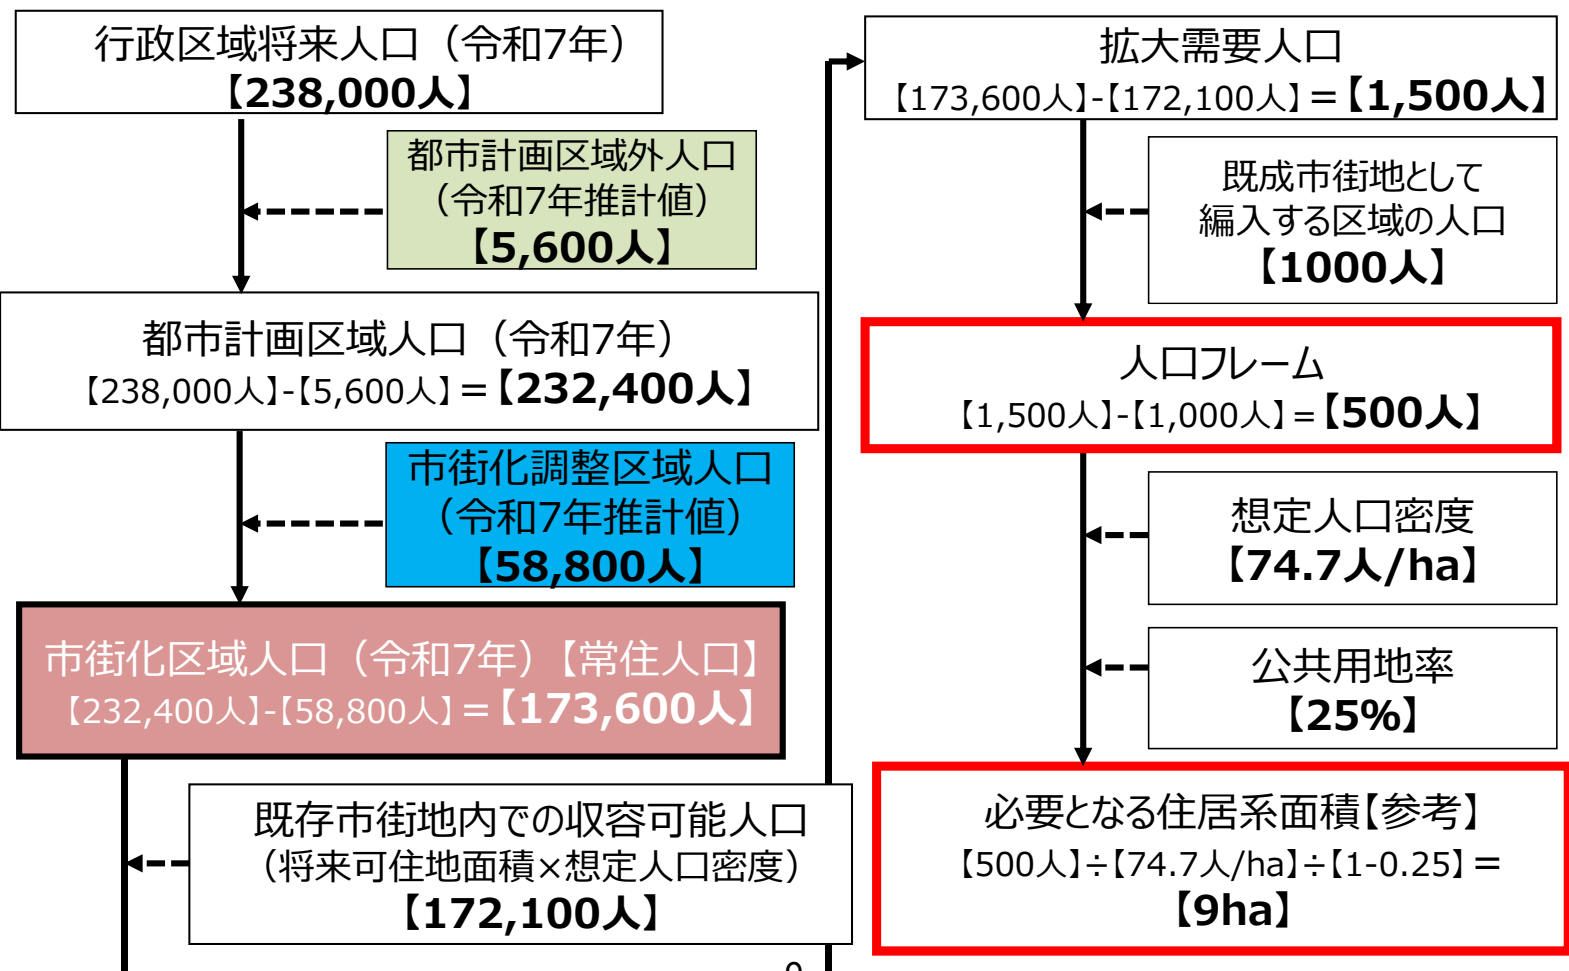 行政区域将来人口（令和7年）
【238,000人】
都市計画区域外人口
（令和7年推計値）
【5,600人】
都市計画区域人口（令和7年）
【238,000人】-【5,600人】=【232,400人】
市街化調整区域人口
（令和7年推計値）
【58,800人】
市街化区域人口（令和7年）【常住人口】
【232,400人】-【58,800人】=【173,600人】
既存市街地内での収容可能人口
（将来可住地面積×想定人口密度）
【172,100人】
拡大需要人口
【173,600人】-【172,100人】=【1,500人】
既成市街地として
編入する区域の人口
【1000人】
人口フレーム
【1,500人】-【1,000人】=【500人】
想定人口密度
【74.7人/ha】
公共用地率
【25%】
必要となる住居系面積【参考】
【500人】÷【74.7人/ha】÷【1-0.25】=
【9ha】